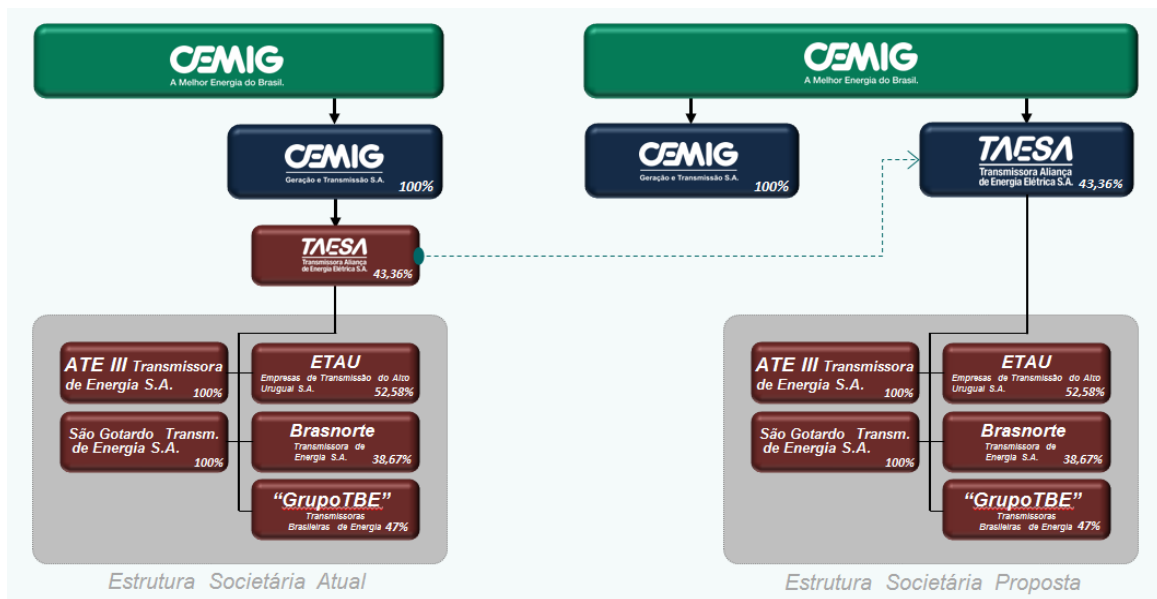 CEMIG
A Melhor Energia do Brasil.
CEMIG
Geração e Transmissão S.A.
100%
TAESA
Transmissora Aliança
de Energia Elétrica S.A.
43,36%
ATE III Transmissora
de Energia S.A.
100%
ETAU
Empresas de Transmissão do Alto
Uruguai S.A.
52,58%
São Gotardo Transm.
de Energia S.A.
100%
Brasnorte
Transmissora de
Energia S.A.
38,67%
“GrupoTBE”
Transmissoras
Brasileiras de Energia 47%
Estrutura Societária Atual
CEMIG
A Melhor Energia do Brasil.
CEMIG
Geração e Transmissão S.A.
100%
TAESA
Transmissora Aliança
de Energia Elétrica S.A. 43,36%
ATE III Transmissora
de Energia S.A.
100%
ETAU
Empresas de Transmissão do Alto
Uruguai S.A.
52,58%
São Gotardo Transm.
de Energia S.A.
100%
Brasnorte
Transmissora de
Energia S.A.
38,67%
“GrupoTBE”
Transmissoras
Brasileiras de Energia 47%
Estrutura Societária Proposta